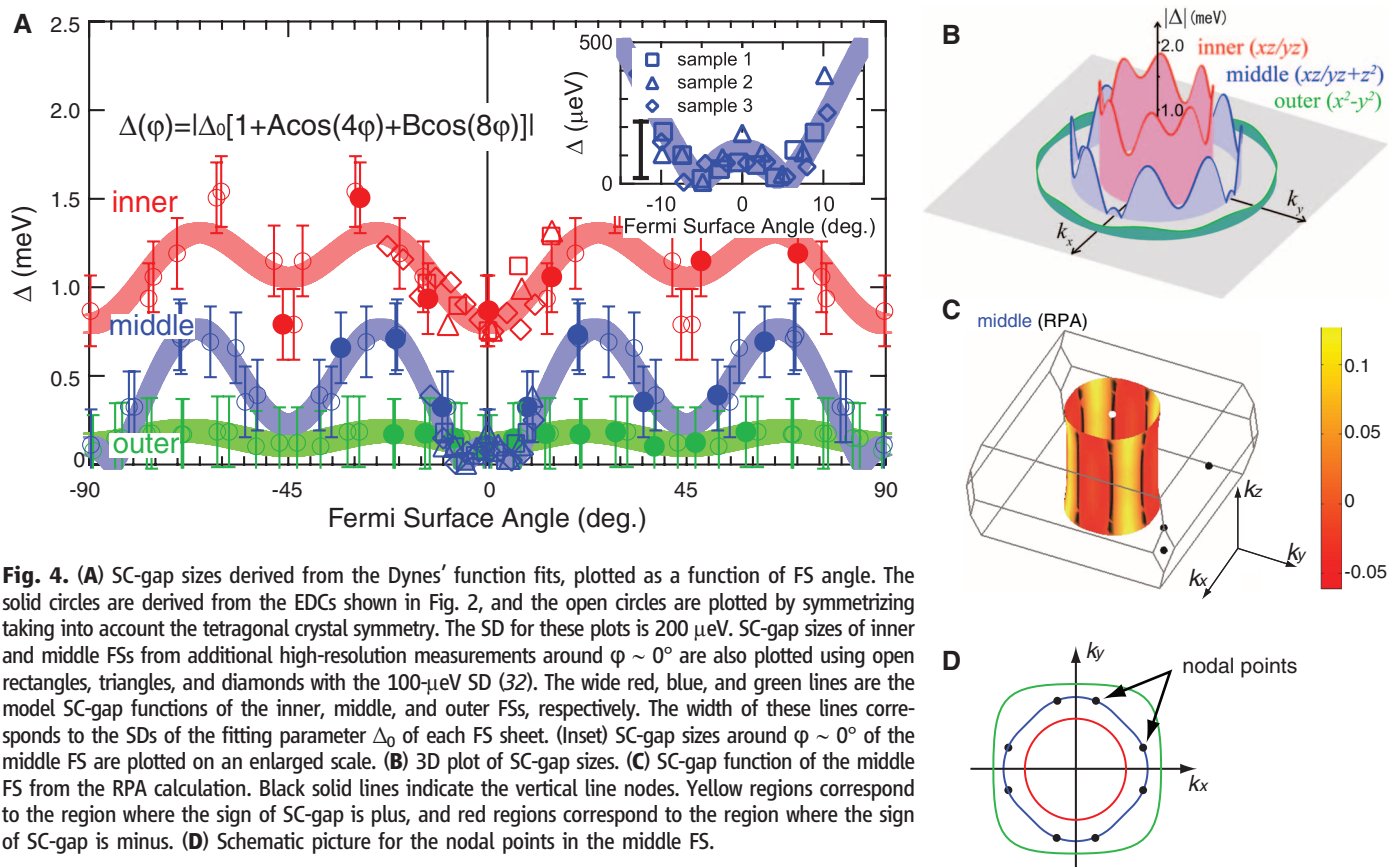 A
2.5
2.0
1.5
1.0
0.5
0
Δ (meV)
-90
-45
0
45
90
Fermi Surface Angle (deg.)
Δ(φ)=|Δ₀[1+Acos(4φ)+Bcos(8φ)]|
inner
middle
outer
500
0
Δ (μeV)
sample 1
sample 2
sample 3
-10
0
10
Fermi Surface Angle (deg.)
B
|Δ| (meV)
2.0
1.0
inner (xz/yz)
middle (xz/yz+z²)
outer (x²-y²)
kx
ky
C
middle (RPA)
0.1
0.05
0
-0.05
kz
ky
kx
Fig. 4. (A) SC-gap sizes derived from the Dynes′ function fits, plotted as a function of FS angle. The
solid circles are derived from the EDCs shown in Fig. 2, and the open circles are plotted by symmetrizing
taking into account the tetragonal crystal symmetry. The SD for these plots is 200 μeV. SC-gap sizes of inner
and middle FSs from additional high-resolution measurements around φ ~ 0° are also plotted using open
rectangles, triangles, and diamonds with the 100-μeV SD (32). The wide red, blue, and green lines are the
model SC-gap functions of the inner, middle, and outer FSs, respectively. The width of these lines corre-
sponds to the SDs of the fitting parameter Δ₀ of each FS sheet. (Inset) SC-gap sizes around φ ~ 0° of the
middle FS are plotted on an enlarged scale. (B) 3D plot of SC-gap sizes. (C) SC-gap function of the middle
FS from the RPA calculation. Black solid lines indicate the vertical line nodes. Yellow regions correspond
to the region where the sign of SC-gap is plus, and red regions correspond to the region where the sign
of SC-gap is minus. (D) Schematic picture for the nodal points in the middle FS.
D
ky
nodal points
kx